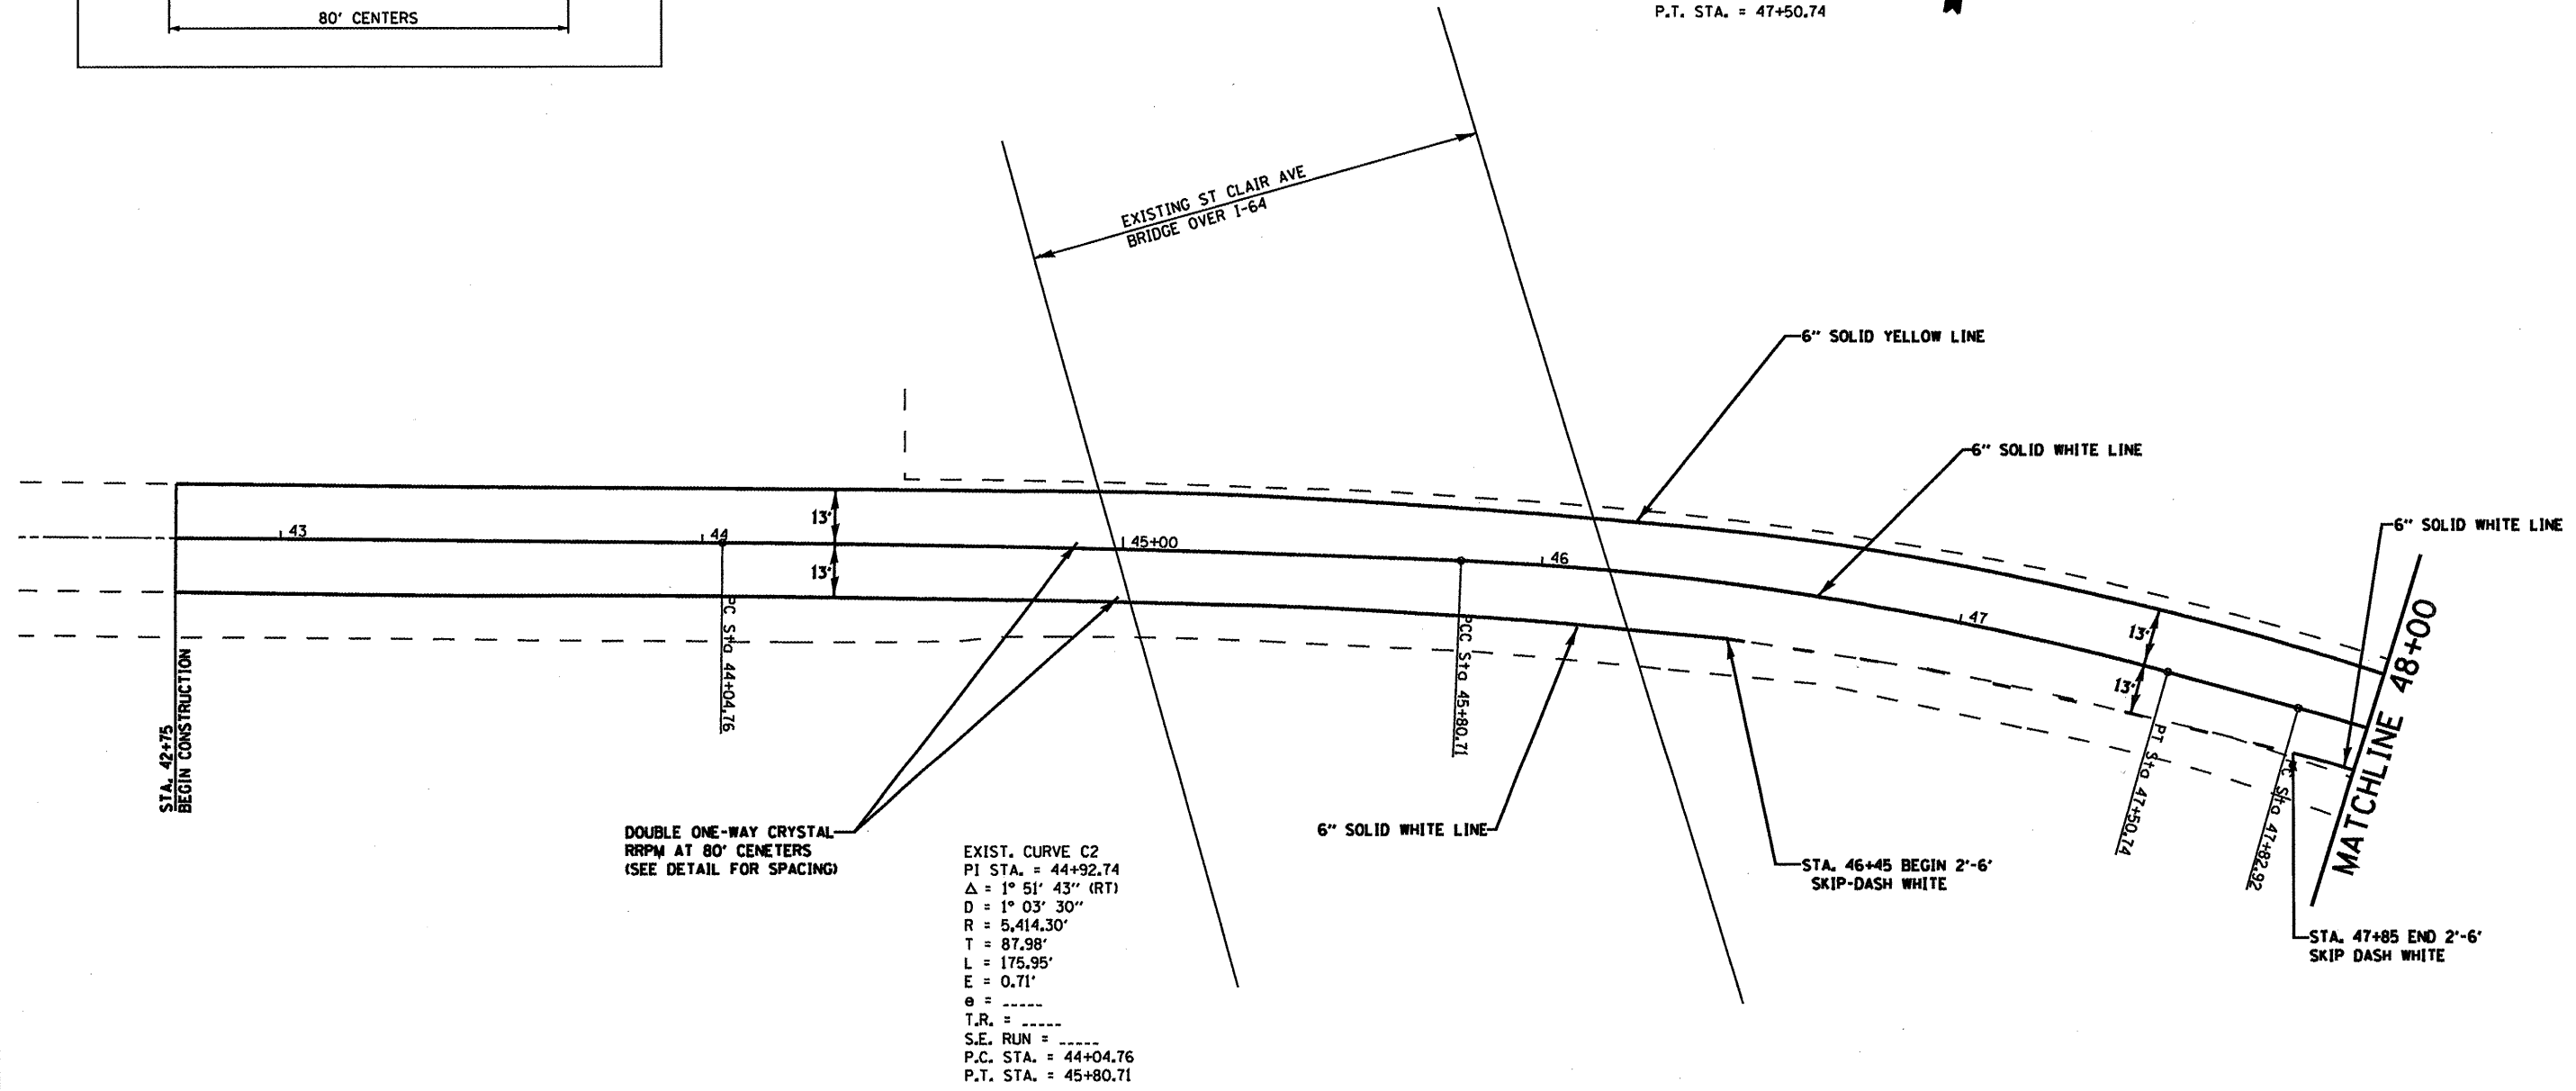 80' CENTERS
P.T. STA. = 47+50.74
EXISTING ST CLAIR AVE
BRIDGE OVER I-64
6" SOLID YELLOW LINE
6" SOLID WHITE LINE
6" SOLID WHITE LINE
43
44
45+00
46
47
13'
13'
13'
13'
STA. 42+75
BEGIN CONSTRUCTION
PC Sta 44+04.76
PCC Sta 45+80.71
PT Sta 47+50.74
PC Sta 47+82.92
MATCHLINE 48+00
DOUBLE ONE-WAY CRYSTAL
RRPM AT 80' CENETERS
(SEE DETAIL FOR SPACING)
6" SOLID WHITE LINE
STA. 46+45 BEGIN 2'-6'
SKIP-DASH WHITE
STA. 47+85 END 2'-6'
SKIP DASH WHITE
EXIST. CURVE C2
PI STA. = 44+92.74
Δ = 1° 51' 43" (RT)
D = 1° 03' 30"
R = 5,414.30'
T = 87.98'
L = 175.95'
E = 0.71'
e = _____
T.R. = _____
S.E. RUN = _____
P.C. STA. = 44+04.76
P.T. STA. = 45+80.71